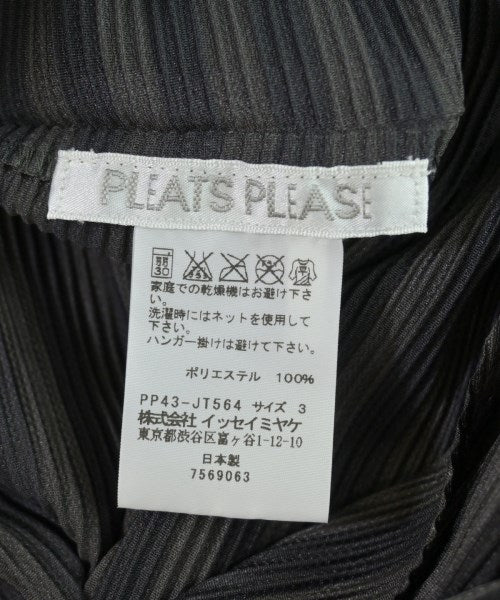 PLEATS PLEASE
弱
30
家庭での乾燥機はお避け下さ
い。
洗濯時にはネットを使用して
下さい。
ハンガー掛けは避けて下さい。
ポリエステル 100%
PP43-JT564 サイズ 3
株式会社 イッセイミヤケ
東京都渋谷区富ヶ谷1-12-10
日本製
7569063